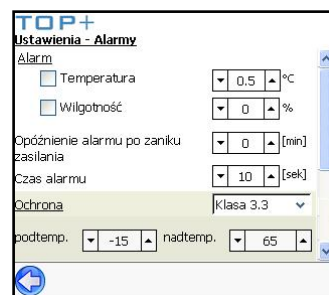 TOP+
Ustawienia - Alarmy
Alarm
Temperatura 0.5 °C
Wilgotność 0 %
Opóźnienie alarmu po zaniku zasilania 0 [min]
Czas alarmu 10 [sek]
Ochrona Klasa 3.3
podtemp. -15 nadtemp. 65